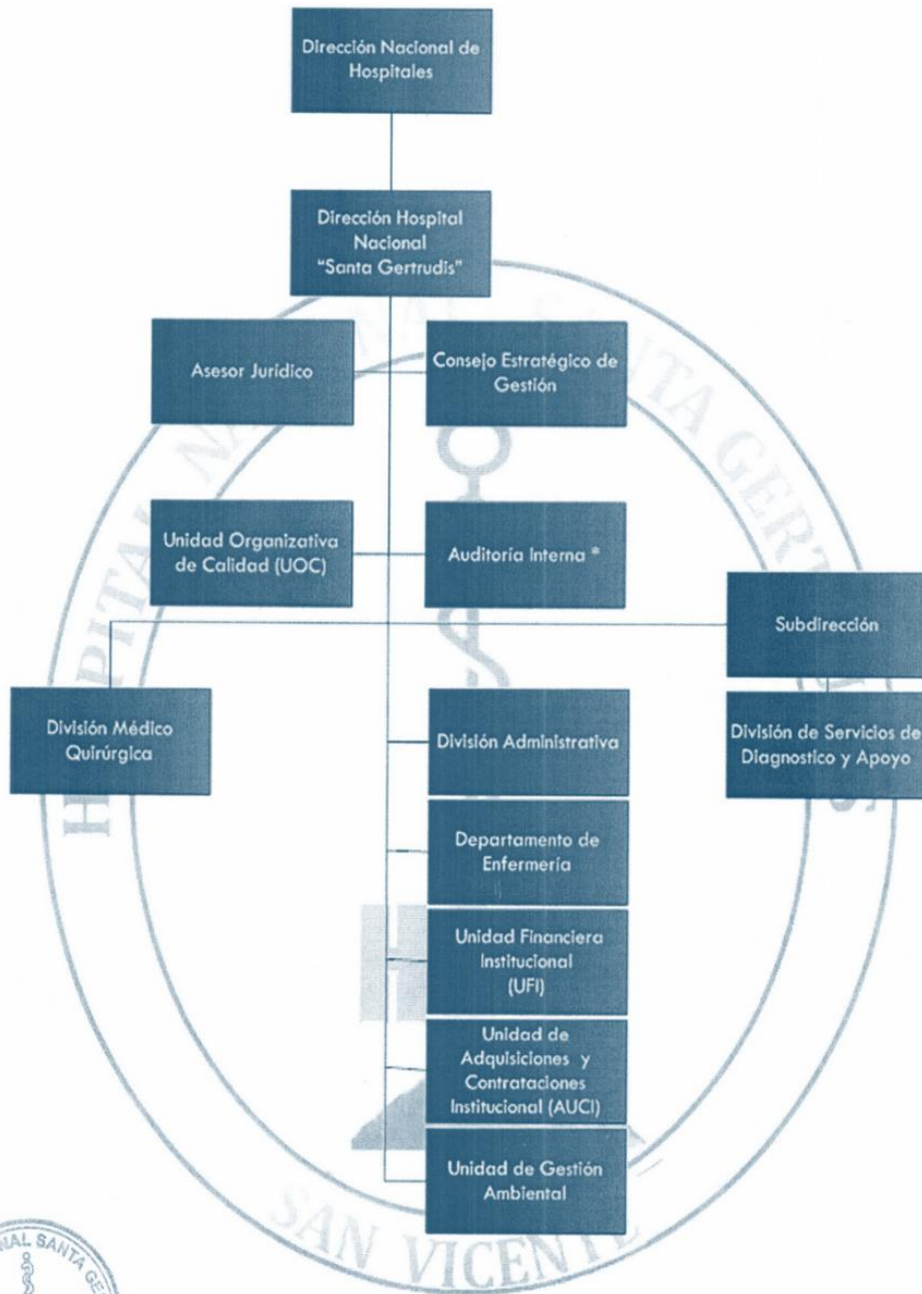 Dirección Nacional de
Hospitales
Dirección Hospital
Nacional
"Santa Gertrudis"
Asesor Jurídico
Consejo Estratégico de
Gestión
Unidad Organizativa
de Calidad (UOC)
Auditoría Interna *
Subdirección
División Médico
Quirúrgica
División Administrativa
División de Servicios de
Diagnostico y Apoyo
Departamento de
Enfermería
Unidad Financiera
Institucional
(UFI)
Unidad de
Adquisiciones y
Contrataciones
Institucional (AUCI)
Unidad de Gestión
Ambiental
SAN VICENTE